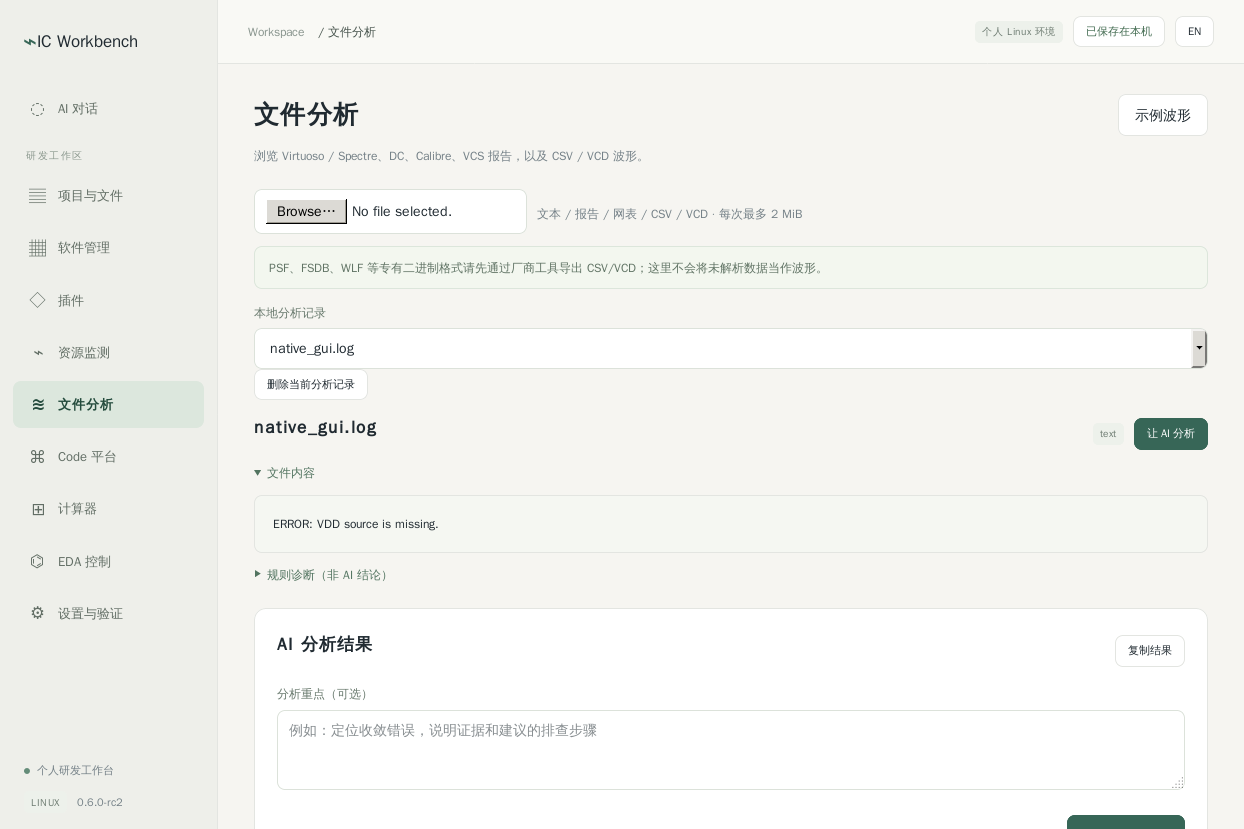 IC Workbench
AI 对话
研发工作区
项目与文件
软件管理
插件
资源监测
文件分析
Code 平台
计算器
EDA 控制
设置与验证
个人研发工作台
LINUX 0.6.0-rc2
Workspace / 文件分析
个人 Linux 环境
已保存在本机
EN
文件分析
示例波形
浏览 Virtuoso / Spectre、DC、Calibre、VCS 报告，以及 CSV / VCD 波形。
Browse… No file selected.
文本 / 报告 / 网表 / CSV / VCD · 每次最多 2 MiB
PSF、FSDB、WLF 等专有二进制格式请先通过厂商工具导出 CSV/VCD；这里不会将未解析数据当作波形。
本地分析记录
native_gui.log
删除当前分析记录
native_gui.log
text
让 AI 分析
文件内容
ERROR: VDD source is missing.
规则诊断（非 AI 结论）
AI 分析结果
复制结果
分析重点（可选）
例如：定位收敛错误，说明证据和建议的排查步骤